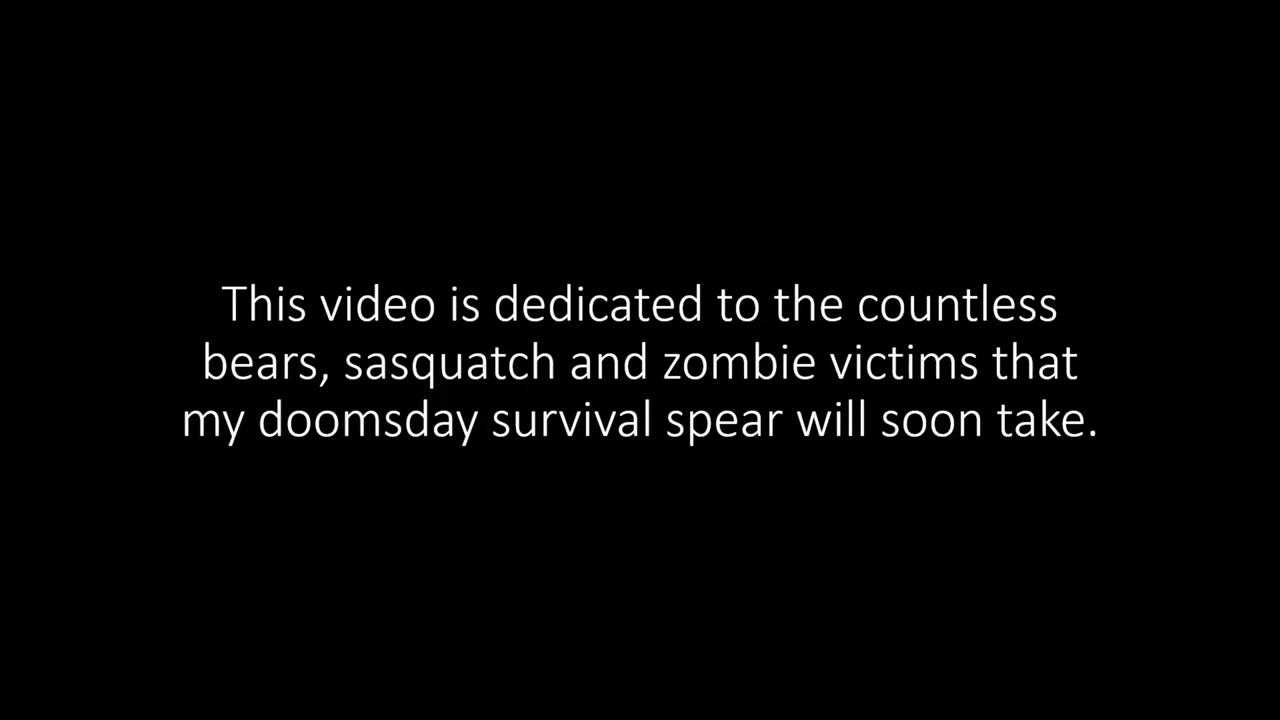 This video is dedicated to the countless
bears, sasquatch and zombie victims that
my doomsday survival spear will soon take.